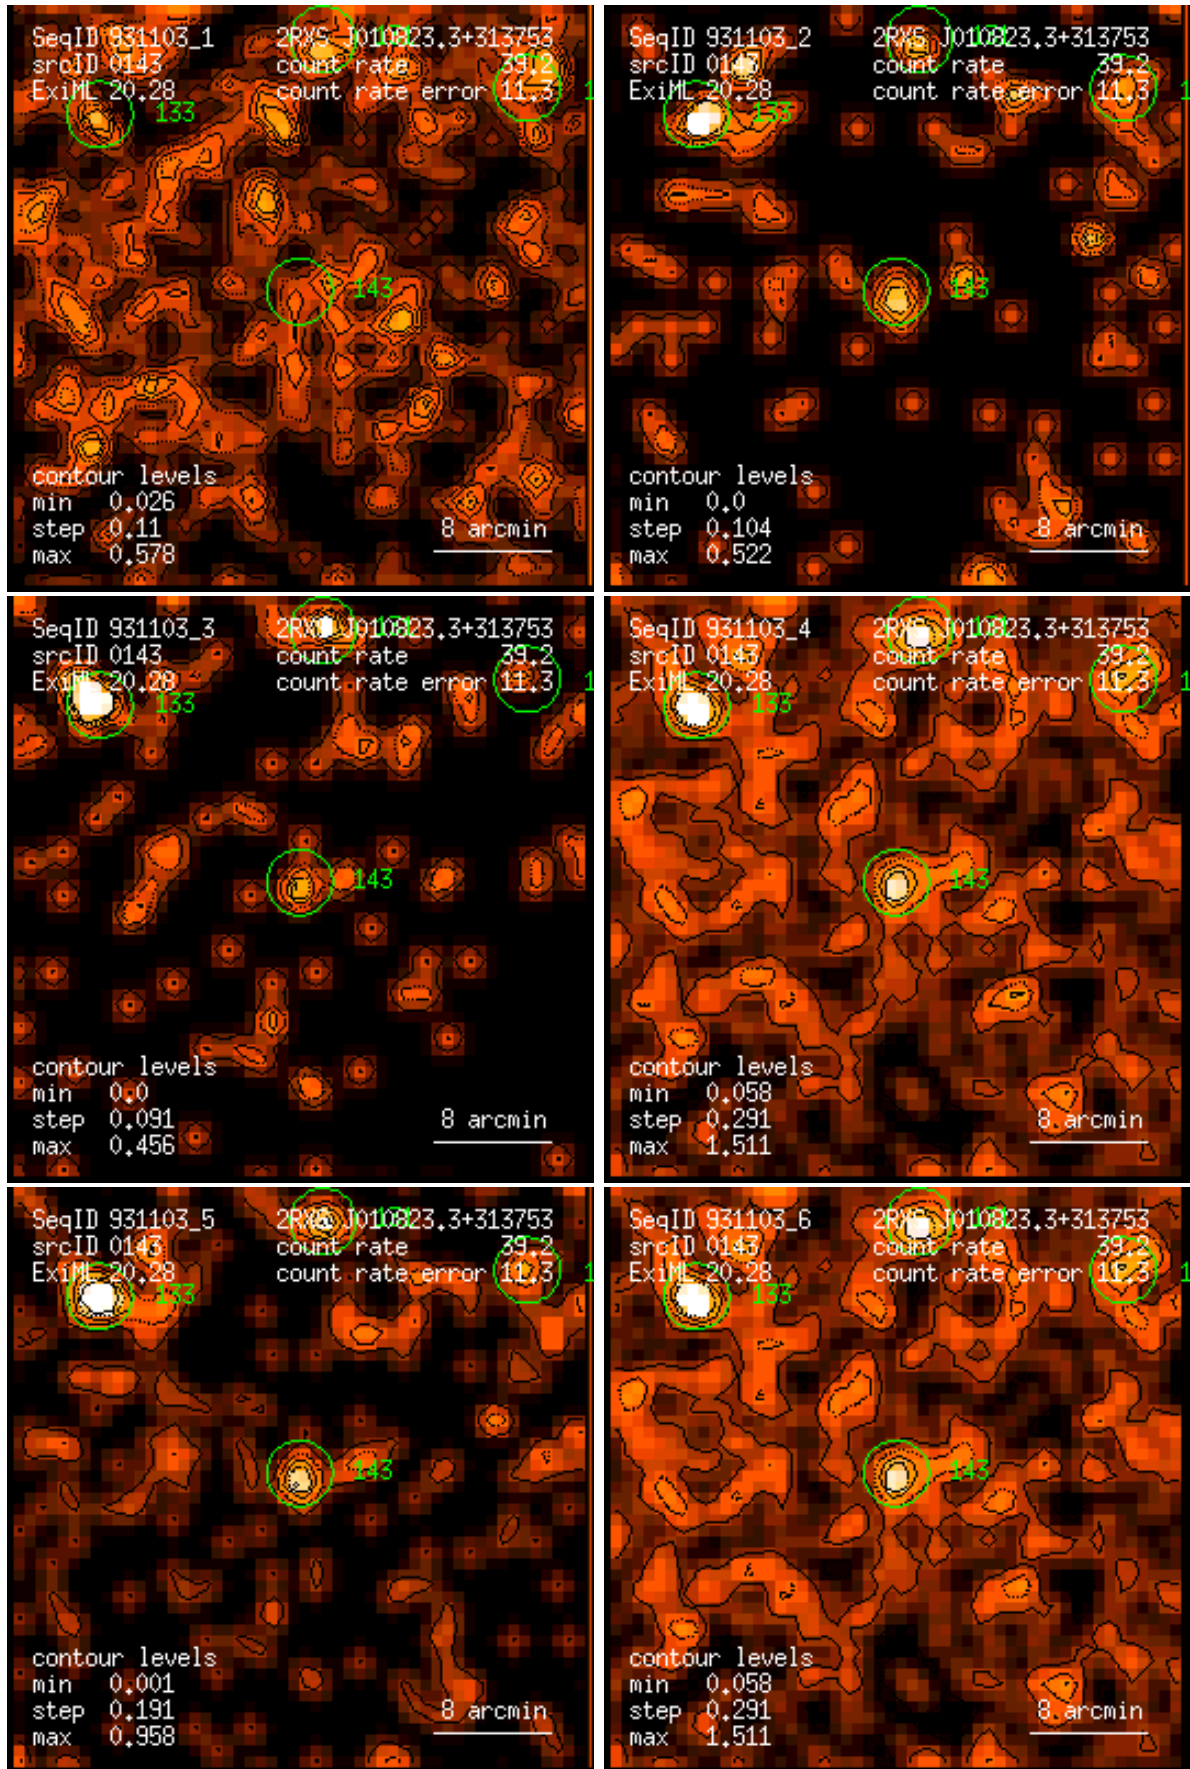 SeqID 931103_1 2RXS J010823.3+313753
srcID 0143 count rate 39.2
ExiML 20.28 count rate error 11.3 1
133
143
contour levels
min 0.026
step 0.11 8 arcmin
max 0.578
SeqID 931103_2 2RXS J010823.3+313753
srcID 0143 count rate 39.2
ExiML 20.28 count rate error 11.3 1
133
143
contour levels
min 0.0
step 0.104 8 arcmin
max 0.522
SeqID 931103_3 2RXS J010823.3+313753
srcID 0143 count rate 39.2
ExiML 20.28 count rate error 11.3 1
133
143
contour levels
min 0.0
step 0.091 8 arcmin
max 0.456
SeqID 931103_4 2RXS J010823.3+313753
srcID 0143 count rate 39.2
ExiML 20.28 count rate error 11.3 1
133
143
contour levels
min 0.058
step 0.291 8 arcmin
max 1.511
SeqID 931103_5 2RXS J010823.3+313753
srcID 0143 count rate 39.2
ExiML 20.28 count rate error 11.3 1
133
143
contour levels
min 0.001
step 0.191 8 arcmin
max 0.958
SeqID 931103_6 2RXS J010823.3+313753
srcID 0143 count rate 39.2
ExiML 20.28 count rate error 11.3 1
133
143
contour levels
min 0.058
step 0.291 8 arcmin
max 1.511